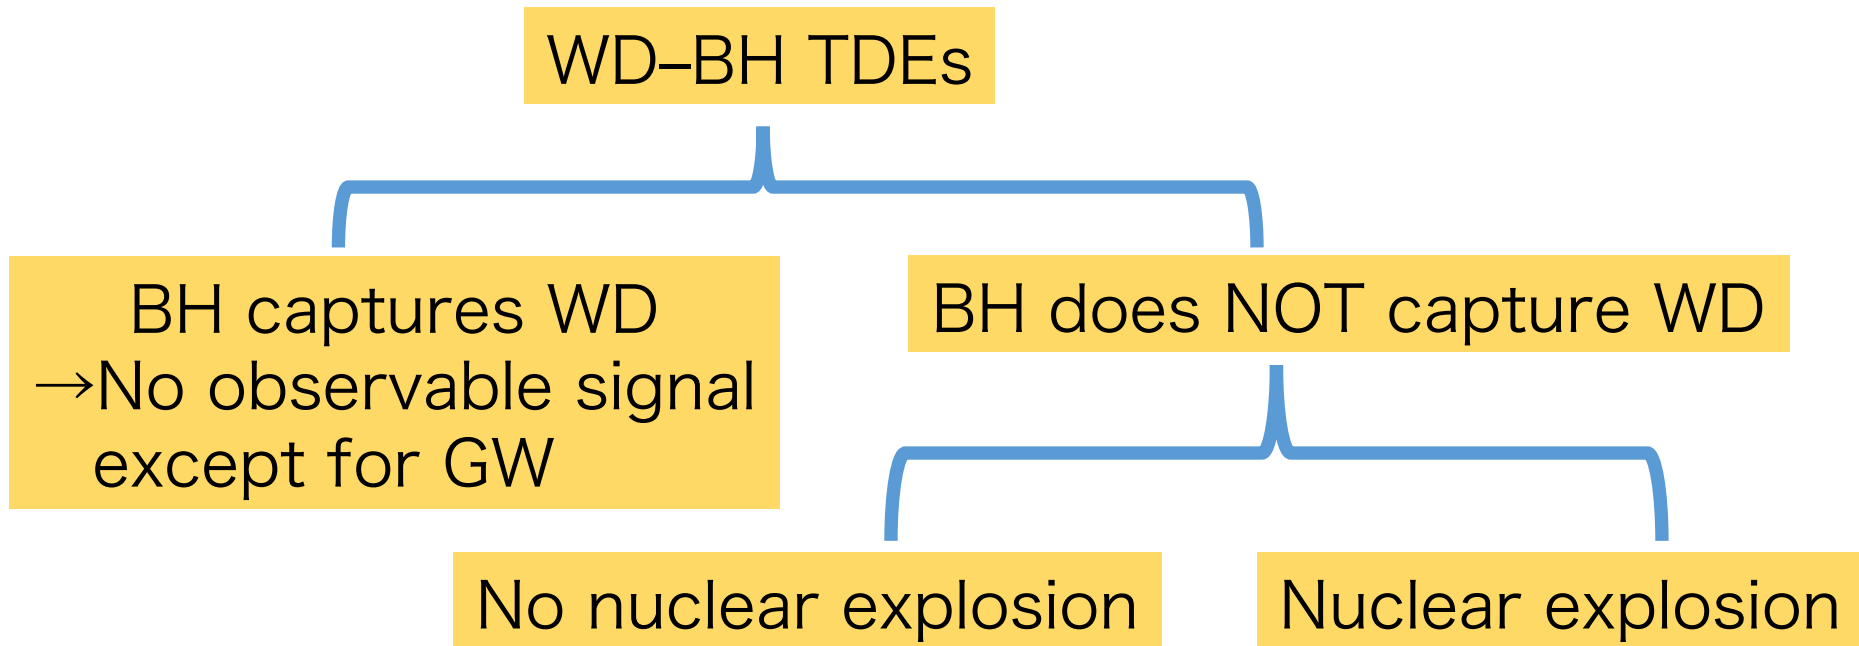 WD–BH TDEs
BH captures WD
→No observable signal
except for GW
BH does NOT capture WD
No nuclear explosion
Nuclear explosion